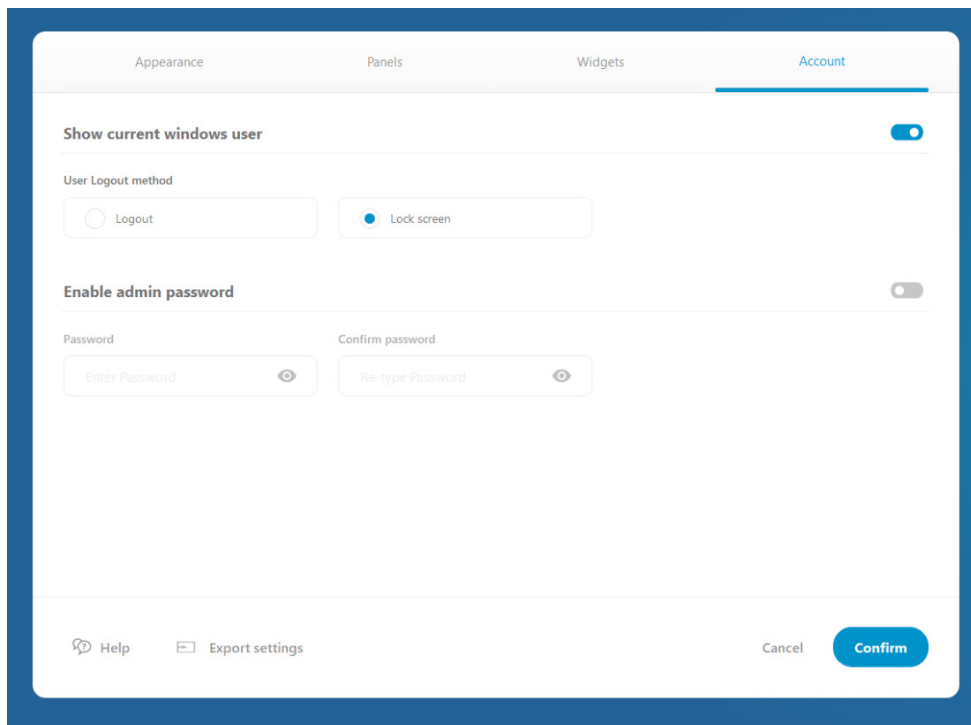 Appearance Panels Widgets Account
Show current windows user
User Logout method
Logout Lock screen
Enable admin password
Password Confirm password
Enter Password Re-type Password
Help Export settings Cancel Confirm